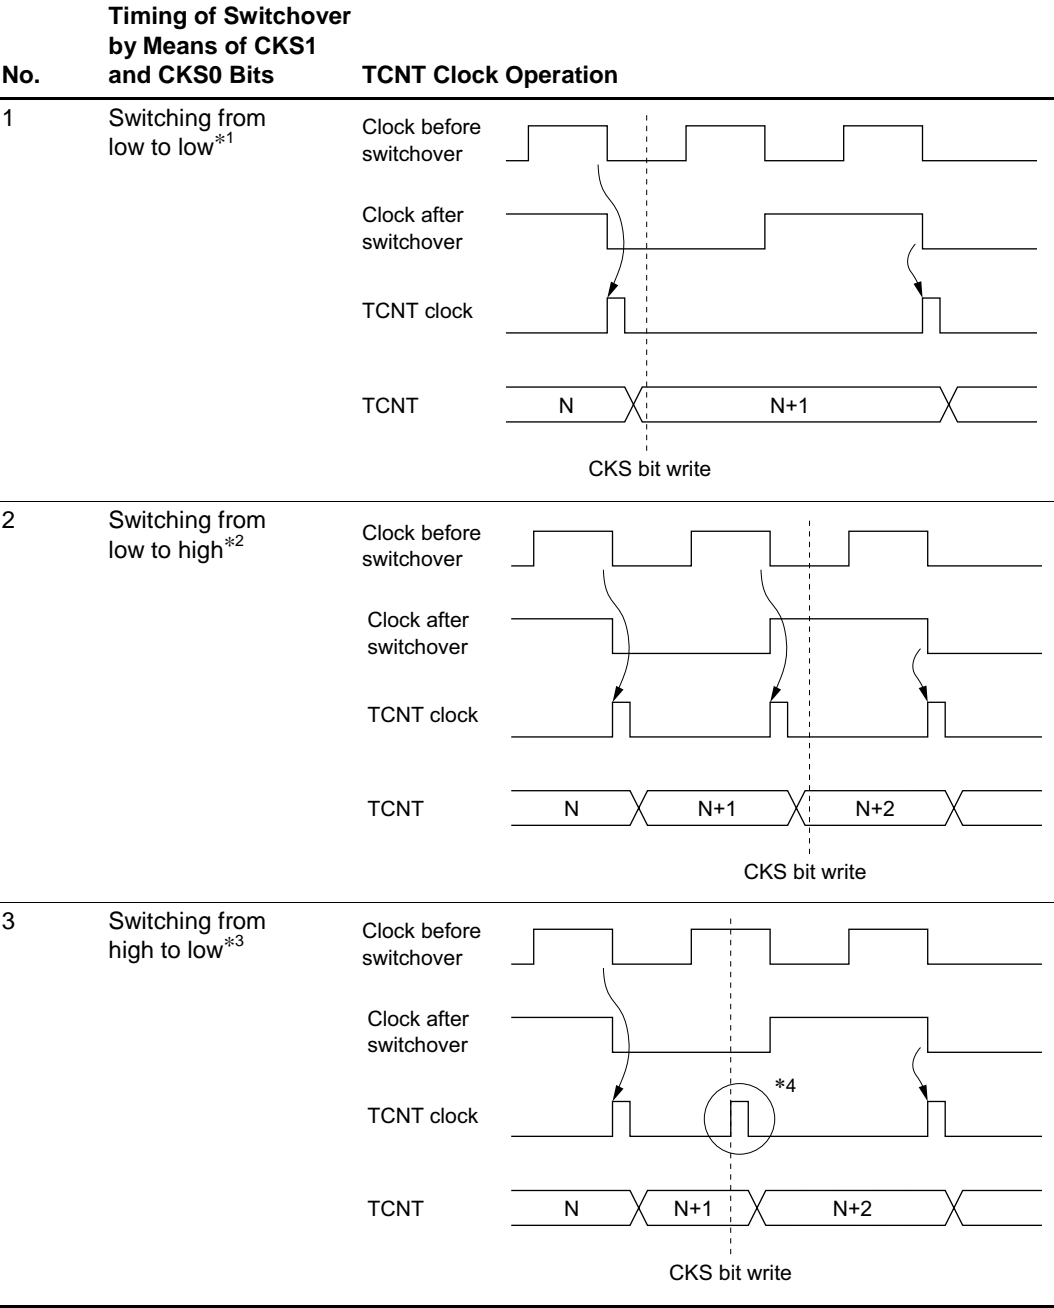 Timing of Switchover
by Means of CKS1
No. and CKS0 Bits TCNT Clock Operation
1 Switching from
low to low*1
Clock before
switchover
Clock after
switchover
TCNT clock
TCNT N N+1
CKS bit write
2 Switching from
low to high*2
Clock before
switchover
Clock after
switchover
TCNT clock
TCNT N N+1 N+2
CKS bit write
3 Switching from
high to low*3
Clock before
switchover
Clock after
switchover
*4
TCNT clock
TCNT N N+1 N+2
CKS bit write